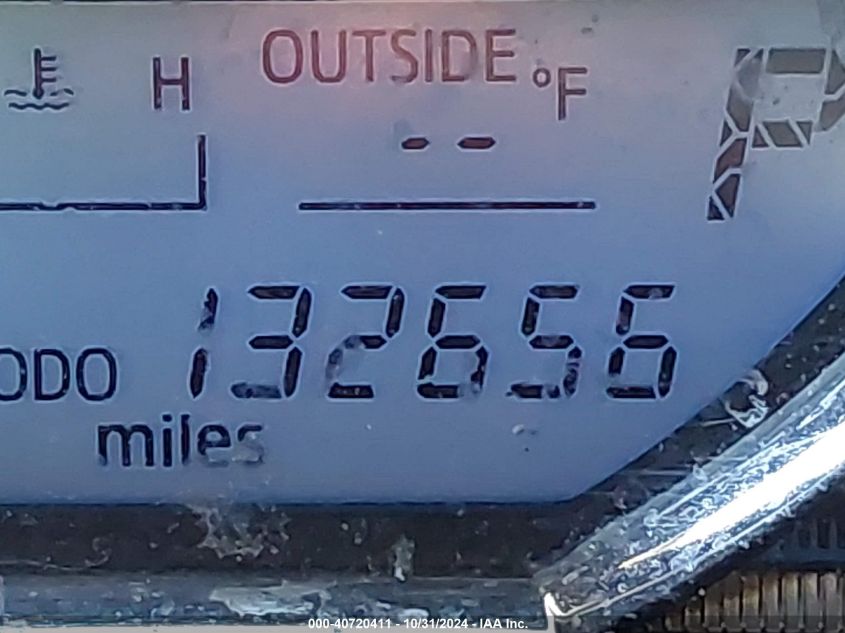 H OUTSIDE °F P
--
132656
ODO
miles
000-40720411 - 10/31/2024 - IAA Inc.